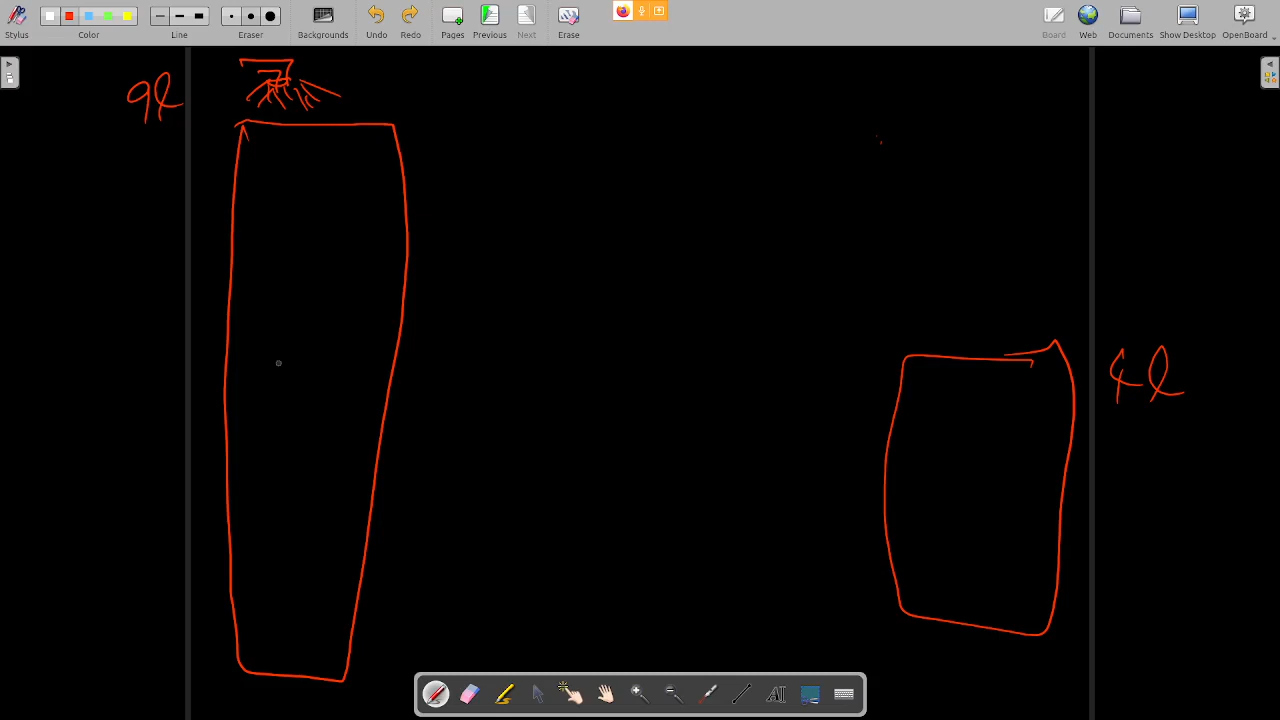 Stylus
Color
Line
Eraser
Backgrounds
Undo
Redo
Pages
Previous
Next
Erase
Board
Web
Documents
Show Desktop
OpenBoard
9l
4l
AI